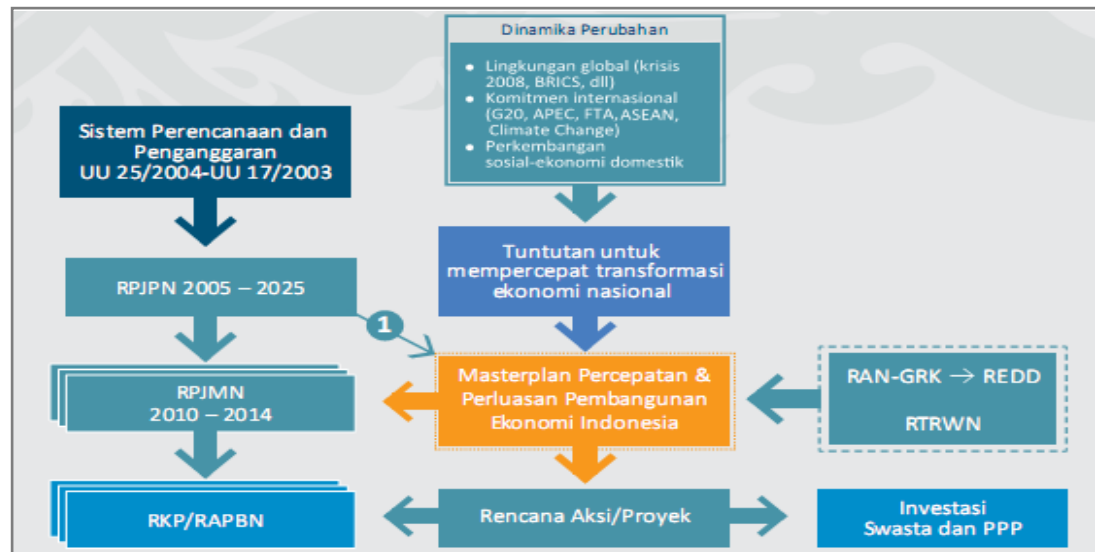 Dinamika Perubahan
• Lingkungan global (krisis
2008, BRICS, dll)
• Komitmen internasional
(G20, APEC, FTA, ASEAN,
Climate Change)
• Perkembangan
sosial-ekonomi domestik
Sistem Perencanaan dan
Penganggaran
UU 25/2004-UU 17/2003
Tuntutan untuk
mempercepat transformasi
ekonomi nasional
RPJPN 2005 – 2025
1
Masterplan Percepatan &
Perluasan Pembangunan
Ekonomi Indonesia
RAN-GRK → REDD
RTRWN
RPJMN
2010 – 2014
RKP/RAPBN
Rencana Aksi/Proyek
Investasi
Swasta dan PPP